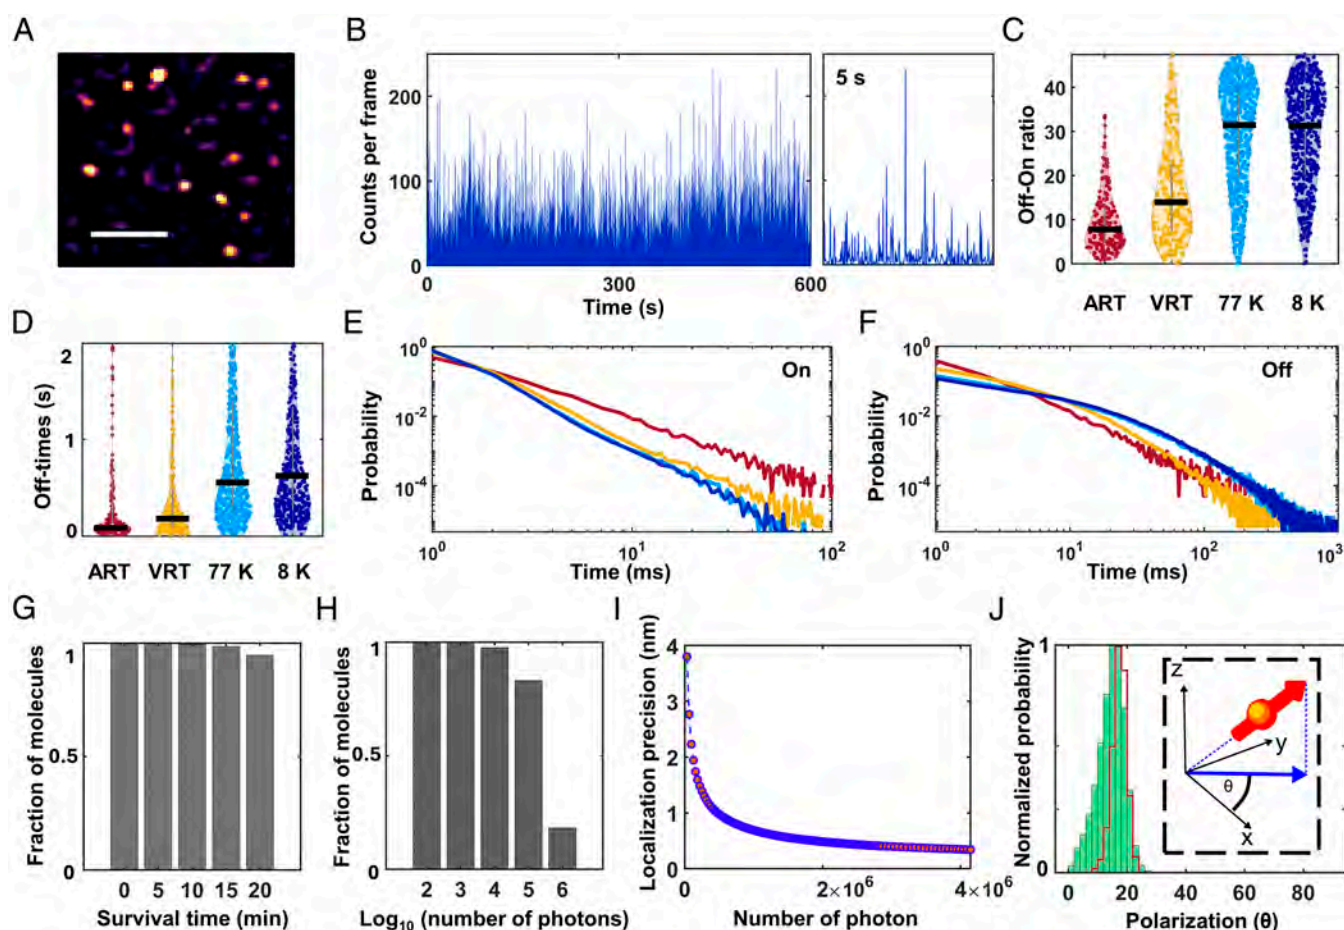 A
B
Counts per frame
200
100
0
0
300
600
Time (s)
5 s
C
Off-On ratio
40
30
20
10
0
ART VRT 77 K 8 K
D
Off-times (s)
2
1
0
ART VRT 77 K 8 K
E
Probability
10⁰
10⁻²
10⁻⁴
On
10⁰ 10¹ 10²
Time (ms)
F
Probability
10⁰
10⁻²
10⁻⁴
Off
10⁰ 10¹ 10² 10³
Time (ms)
G
Fraction of molecules
1
0.5
0
0 5 10 15 20
Survival time (min)
H
Fraction of molecules
1
0.5
0
2 3 4 5 6
Log₁₀ (number of photons)
I
Localization precision (nm)
4
3
2
1
0
0 2×10⁶ 4×10⁶
Number of photon
J
Normalized probability
1
0
z
y
θ
x
0 20 40 60 80
Polarization (θ)